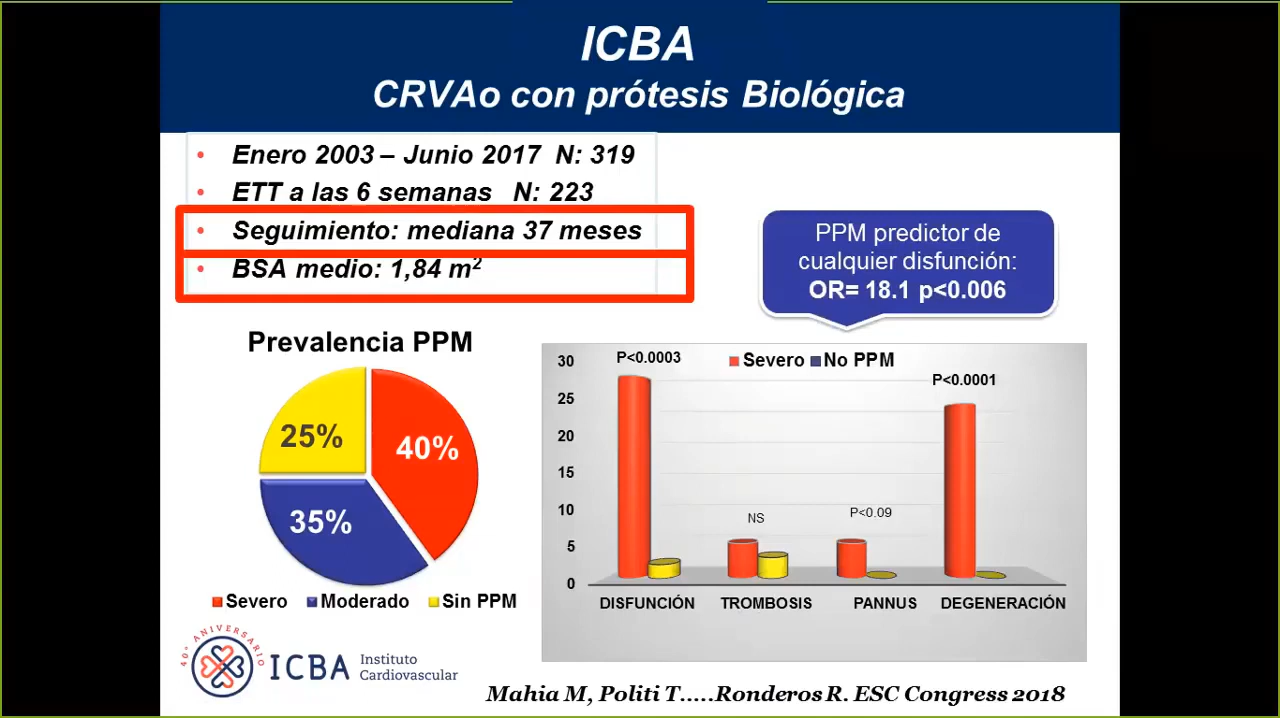 ICBA
CRVAo con prótesis Biológica
• Enero 2003 – Junio 2017 N: 319
• ETT a las 6 semanas N: 223
• Seguimiento: mediana 37 meses
• BSA medio: 1,84 m²
PPM predictor de
cualquier disfunción:
OR= 18.1 p<0.006
Prevalencia PPM
25%
40%
35%
Severo Moderado Sin PPM
Severo No PPM
P<0.0003
P<0.0001
NS
P<0.09
30
25
20
15
10
5
0
DISFUNCIÓN TROMBOSIS PANNUS DEGENERACIÓN
40° ANIVERSARIO
ICBA
Instituto
Cardiovascular
Mahia M, Politi T.....Ronderos R. ESC Congress 2018